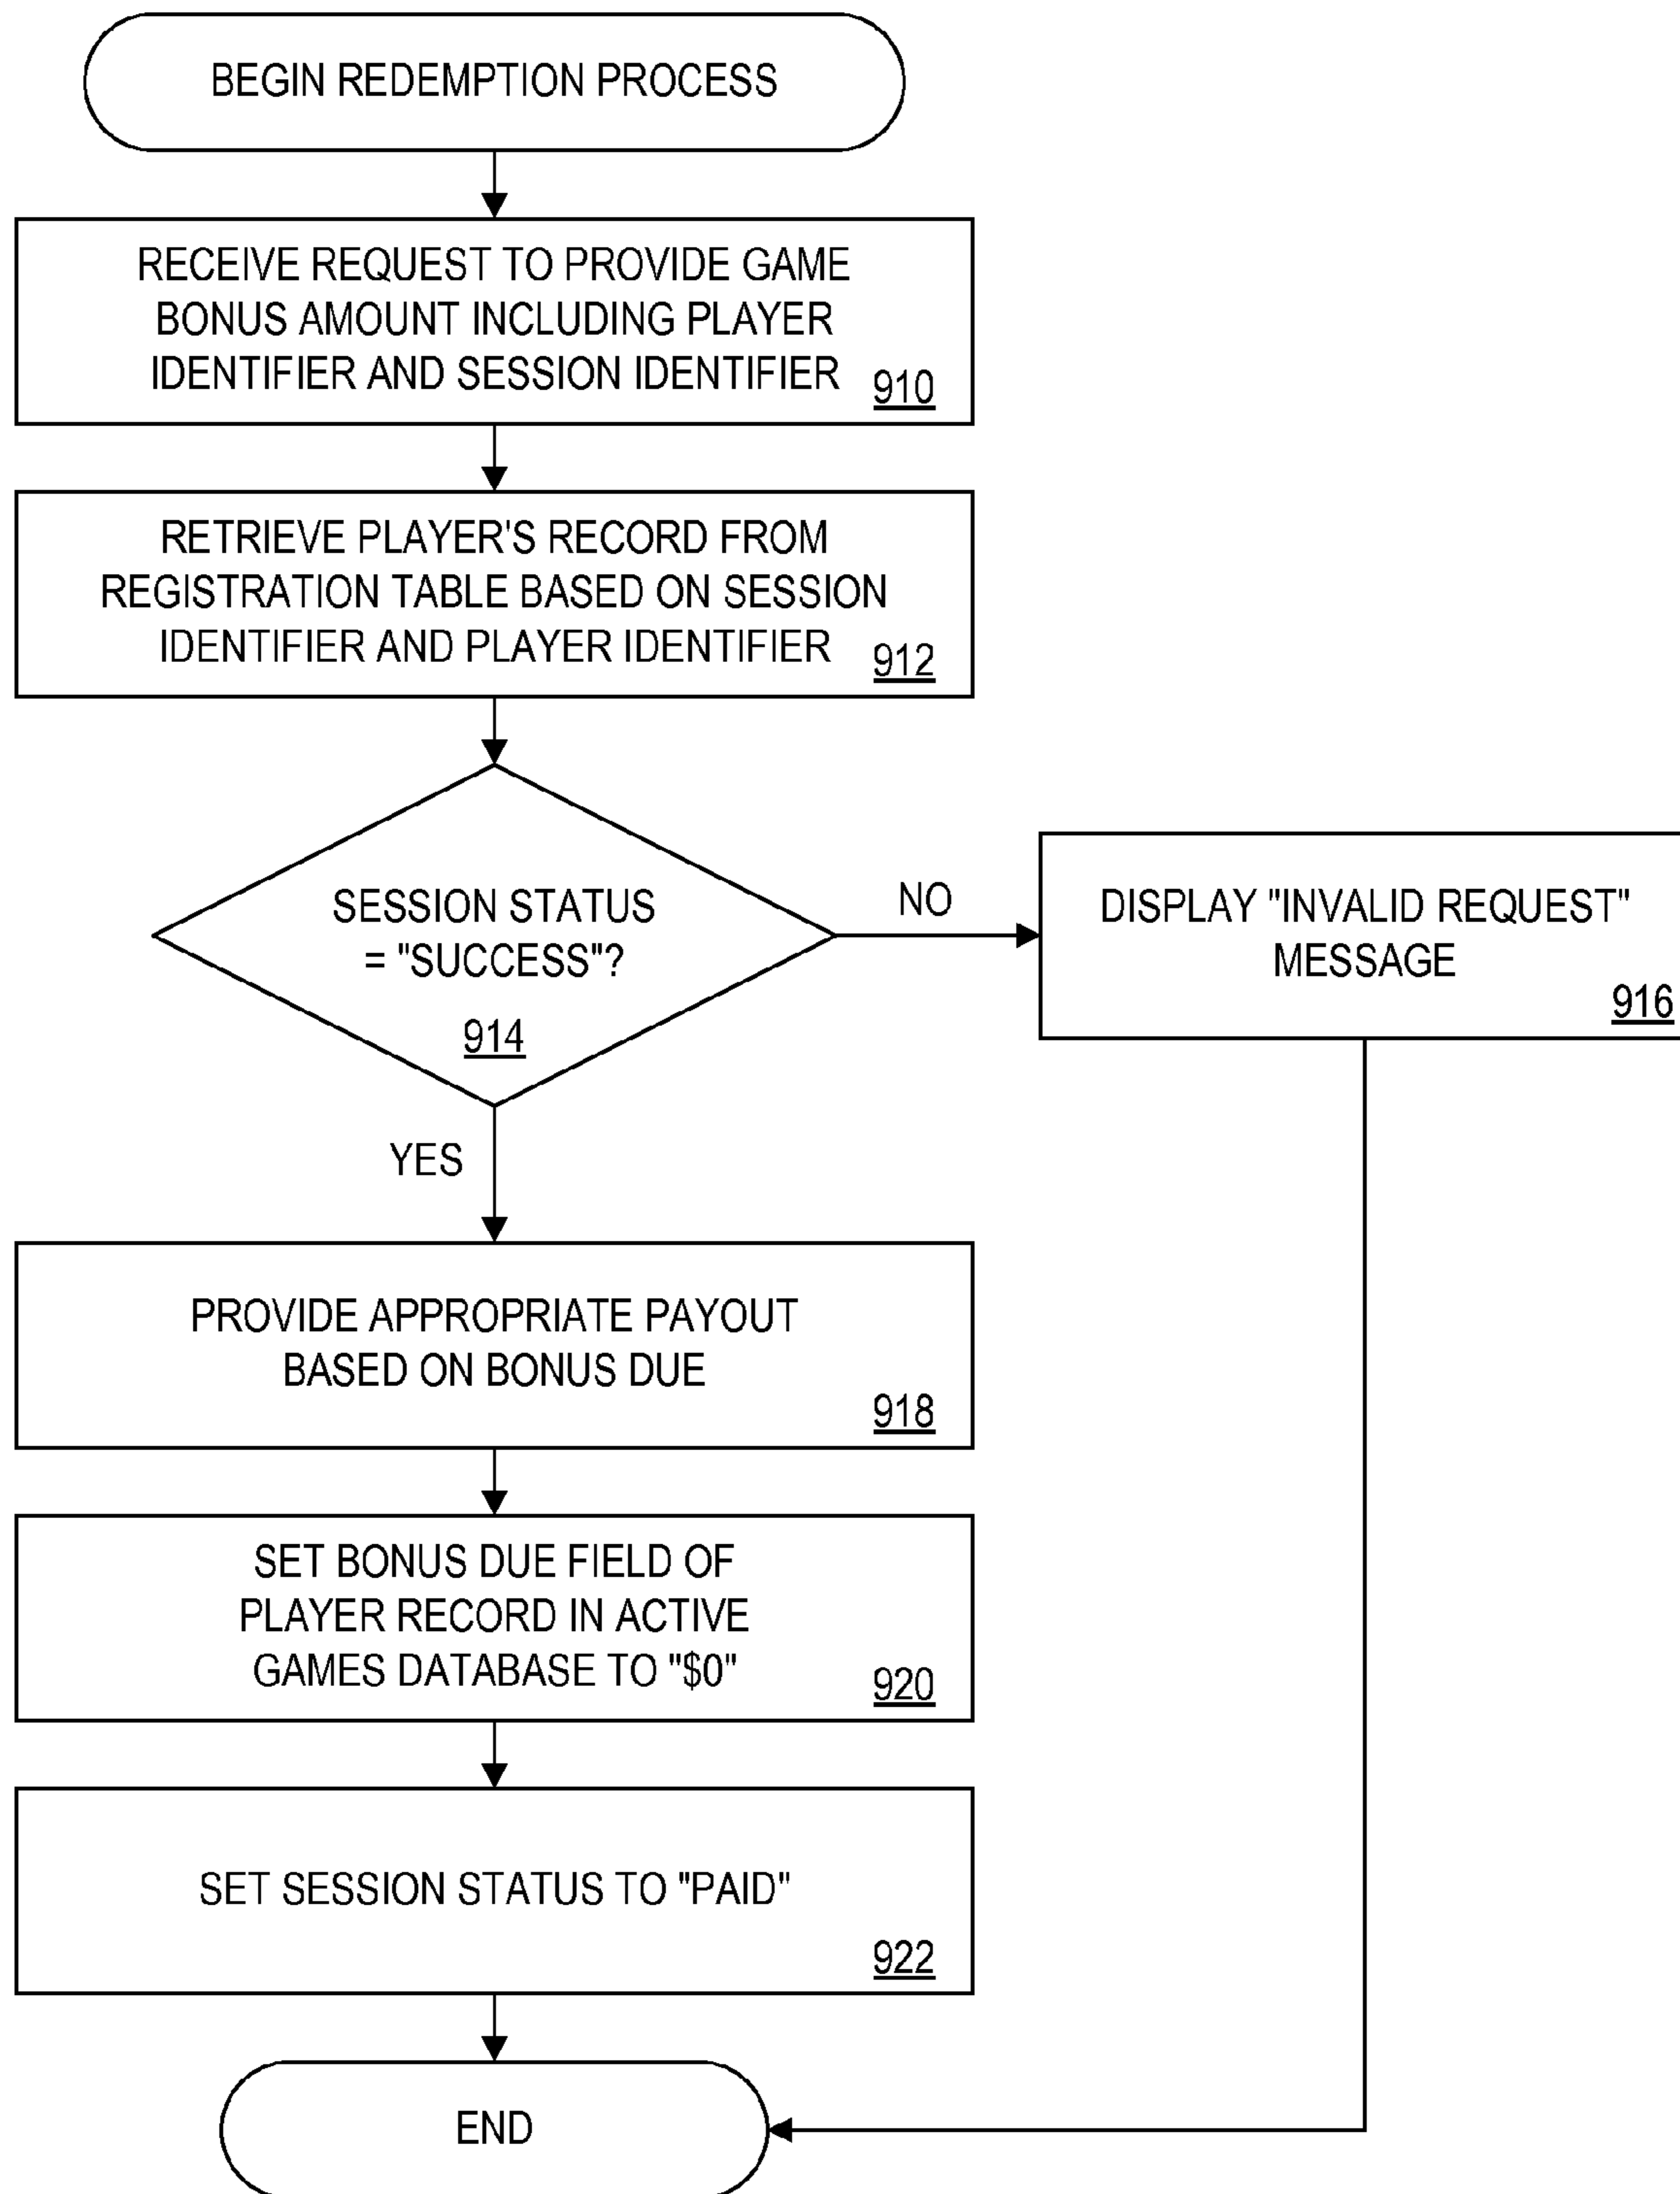 BEGIN REDEMPTION PROCESS
RECEIVE REQUEST TO PROVIDE GAME
BONUS AMOUNT INCLUDING PLAYER
IDENTIFIER AND SESSION IDENTIFIER
910
RETRIEVE PLAYER'S RECORD FROM
REGISTRATION TABLE BASED ON SESSION
IDENTIFIER AND PLAYER IDENTIFIER
912
SESSION STATUS
= "SUCCESS"?
914
NO
DISPLAY "INVALID REQUEST"
MESSAGE
916
YES
PROVIDE APPROPRIATE PAYOUT
BASED ON BONUS DUE
918
SET BONUS DUE FIELD OF
PLAYER RECORD IN ACTIVE
GAMES DATABASE TO "$0"
920
SET SESSION STATUS TO "PAID"
922
END